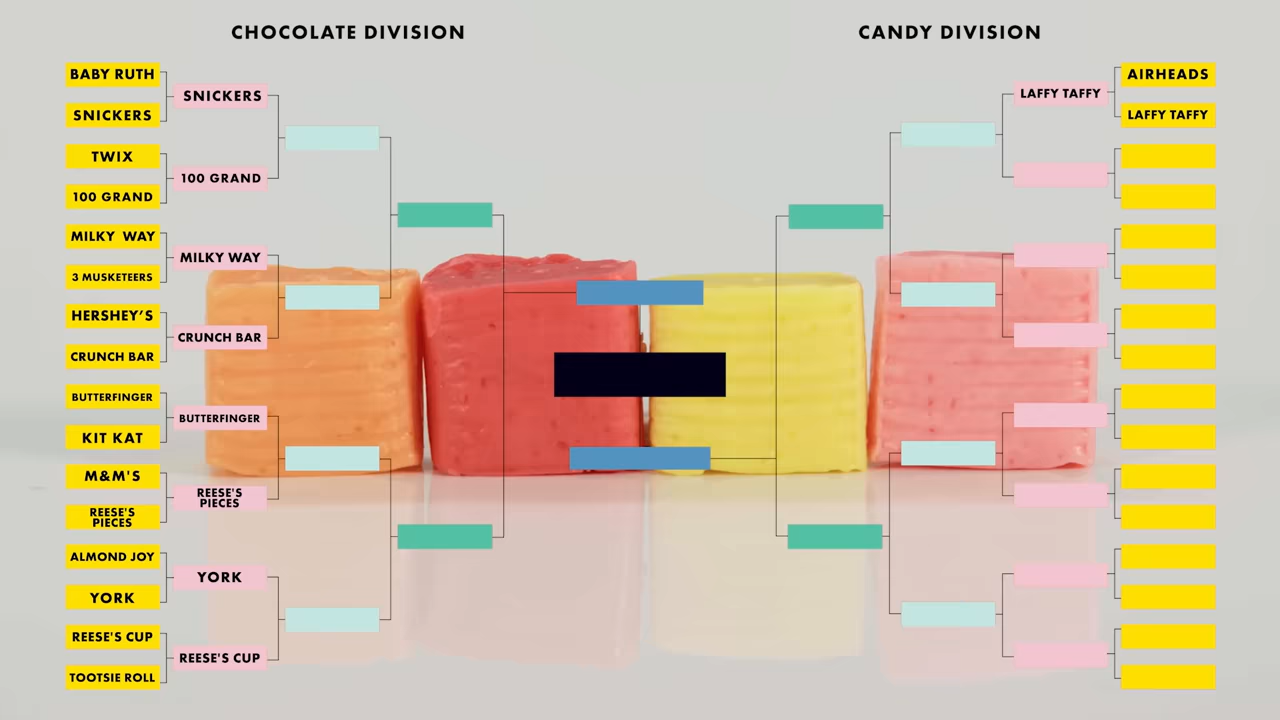 CHOCOLATE DIVISION
BABY RUTH
SNICKERS
TWIX
100 GRAND
MILKY WAY
3 MUSKETEERS
HERSHEY'S
CRUNCH BAR
BUTTERFINGER
KIT KAT
M&M'S
REESE'S
PIECES
ALMOND JOY
YORK
REESE'S CUP
TOOTSIE ROLL
SNICKERS
100 GRAND
MILKY WAY
CRUNCH BAR
BUTTERFINGER
REESE'S
PIECES
YORK
REESE'S CUP
CANDY DIVISION
LAFFY TAFFY
AIRHEADS
LAFFY TAFFY